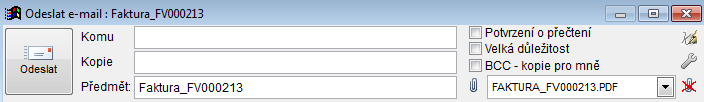 Odeslat e-mail : Faktura_FV000213
Odeslat
Komu
Kopie
Předmět: Faktura_FV000213
Potvrzení o přečtení
Velká důležitost
BCC - kopie pro mně
FAKTURA_FV000213.PDF